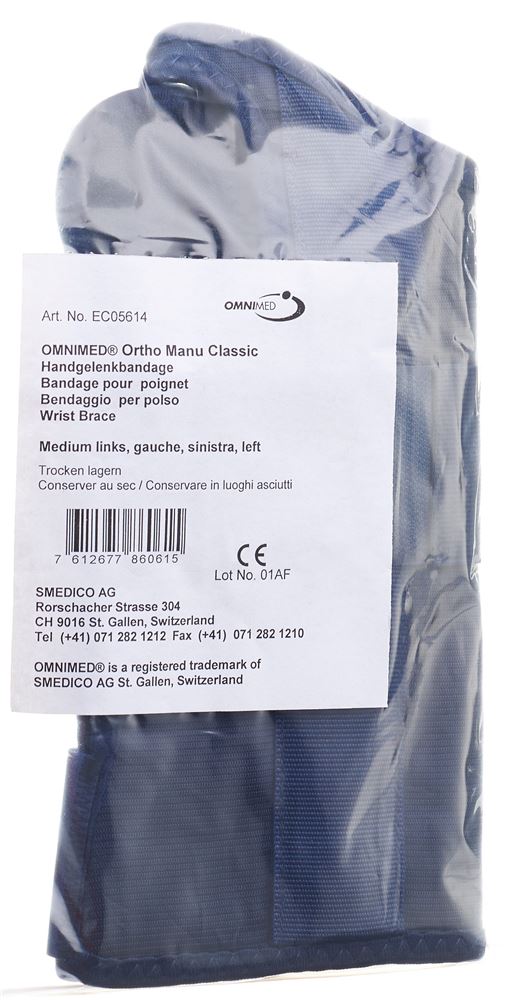 Art. No. EC05614
OMNIMED
OMNIMED® Ortho Manu Classic
Handgelenkbandage
Bandage pour poignet
Bendaggio per polso
Wrist Brace
Medium links, gauche, sinistra, left
Trocken lagern
Conserver au sec / Conservare in luoghi asciutti
7 612677 860615
CE
Lot No. 01AF
SMEDICO AG
Rorschacher Strasse 304
CH 9016 St. Gallen, Switzerland
Tel (+41) 071 282 1212 Fax (+41) 071 282 1210
OMNIMED® is a registered trademark of
SMEDICO AG St. Gallen, Switzerland